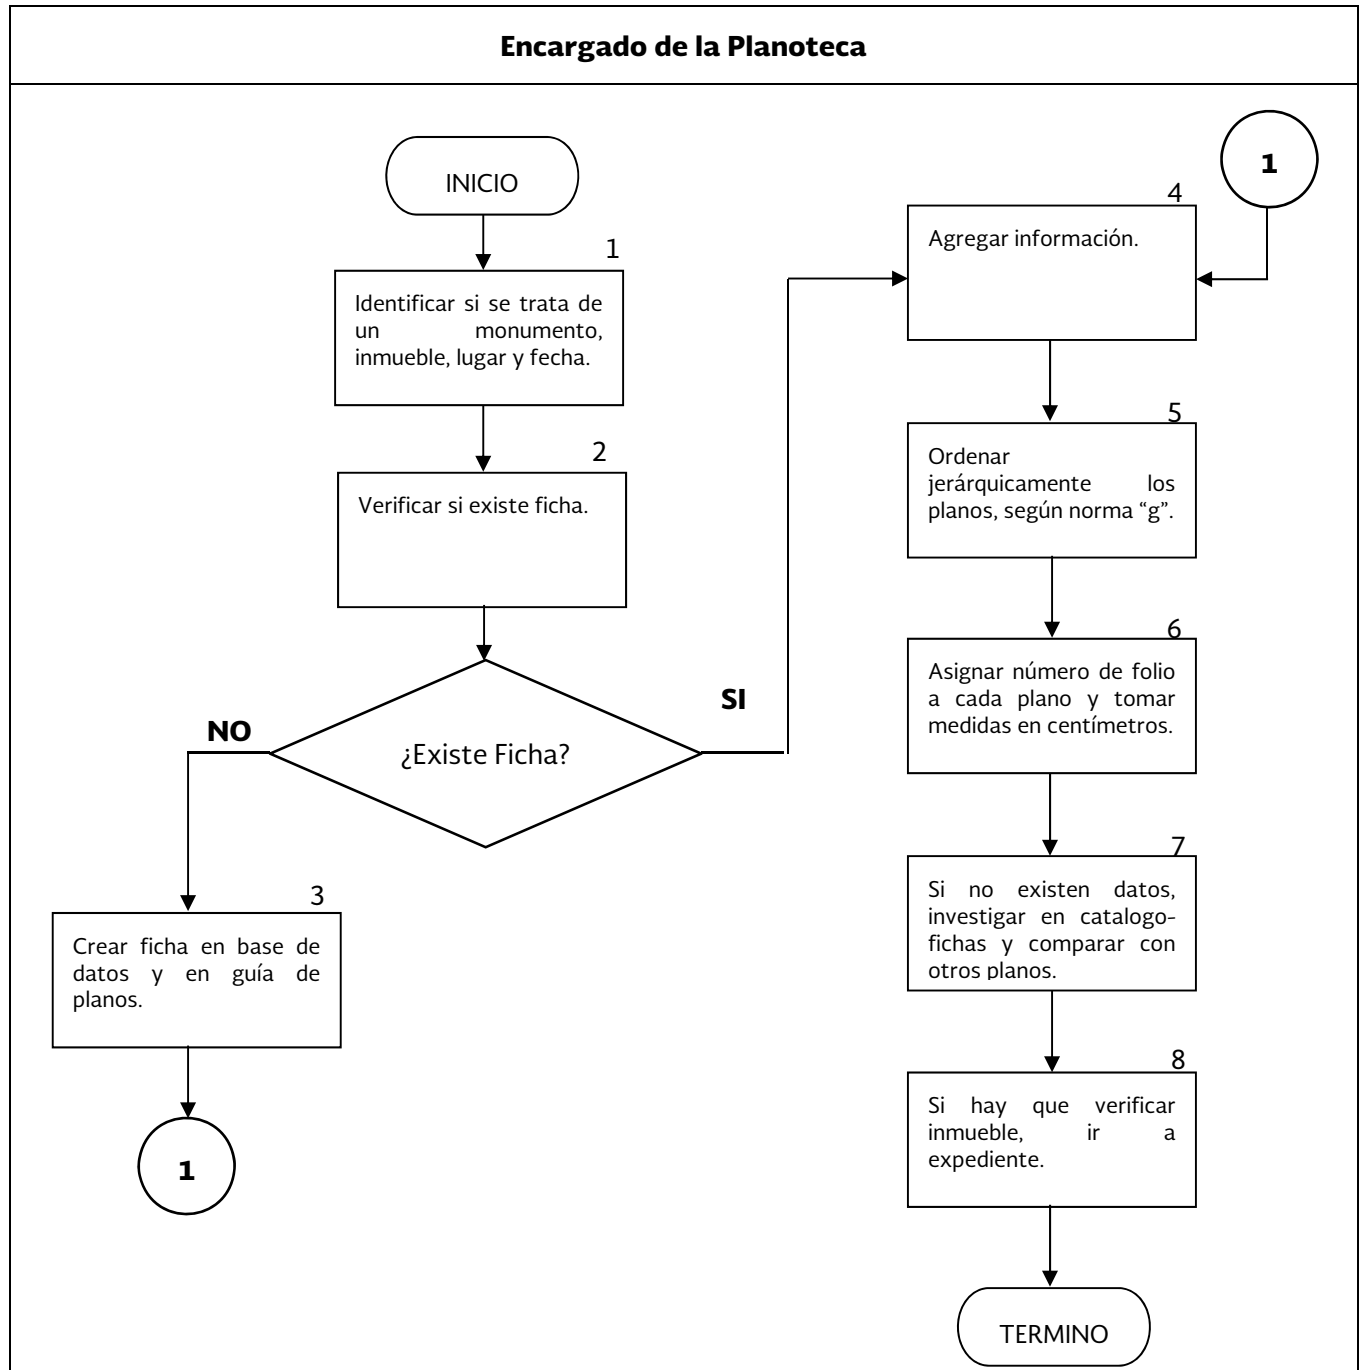 Encargado de la Planoteca
INICIO
1
Identificar si se trata de
un monumento,
inmueble, lugar y fecha.
2
Verificar si existe ficha.
¿Existe Ficha?
NO
SI
3
Crear ficha en base de
datos y en guía de
planos.
1
1
4
Agregar información.
5
Ordenar
jerárquicamente los
planos, según norma “g”.
6
Asignar número de folio
a cada plano y tomar
medidas en centímetros.
7
Si no existen datos,
investigar en catalogo-
fichas y comparar con
otros planos.
8
Si hay que verificar
inmueble, ir a
expediente.
TERMINO